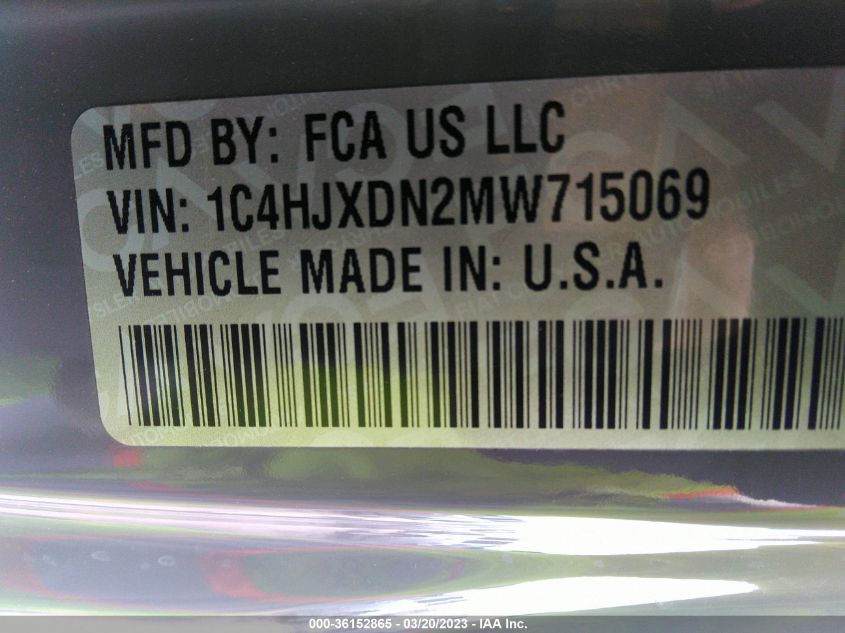 MFD BY: FCA US LLC
VIN: 1C4HJXDN2MW715069
VEHICLE MADE IN: U.S.A.
000-36152865 - 03/20/2023 - IAA Inc.